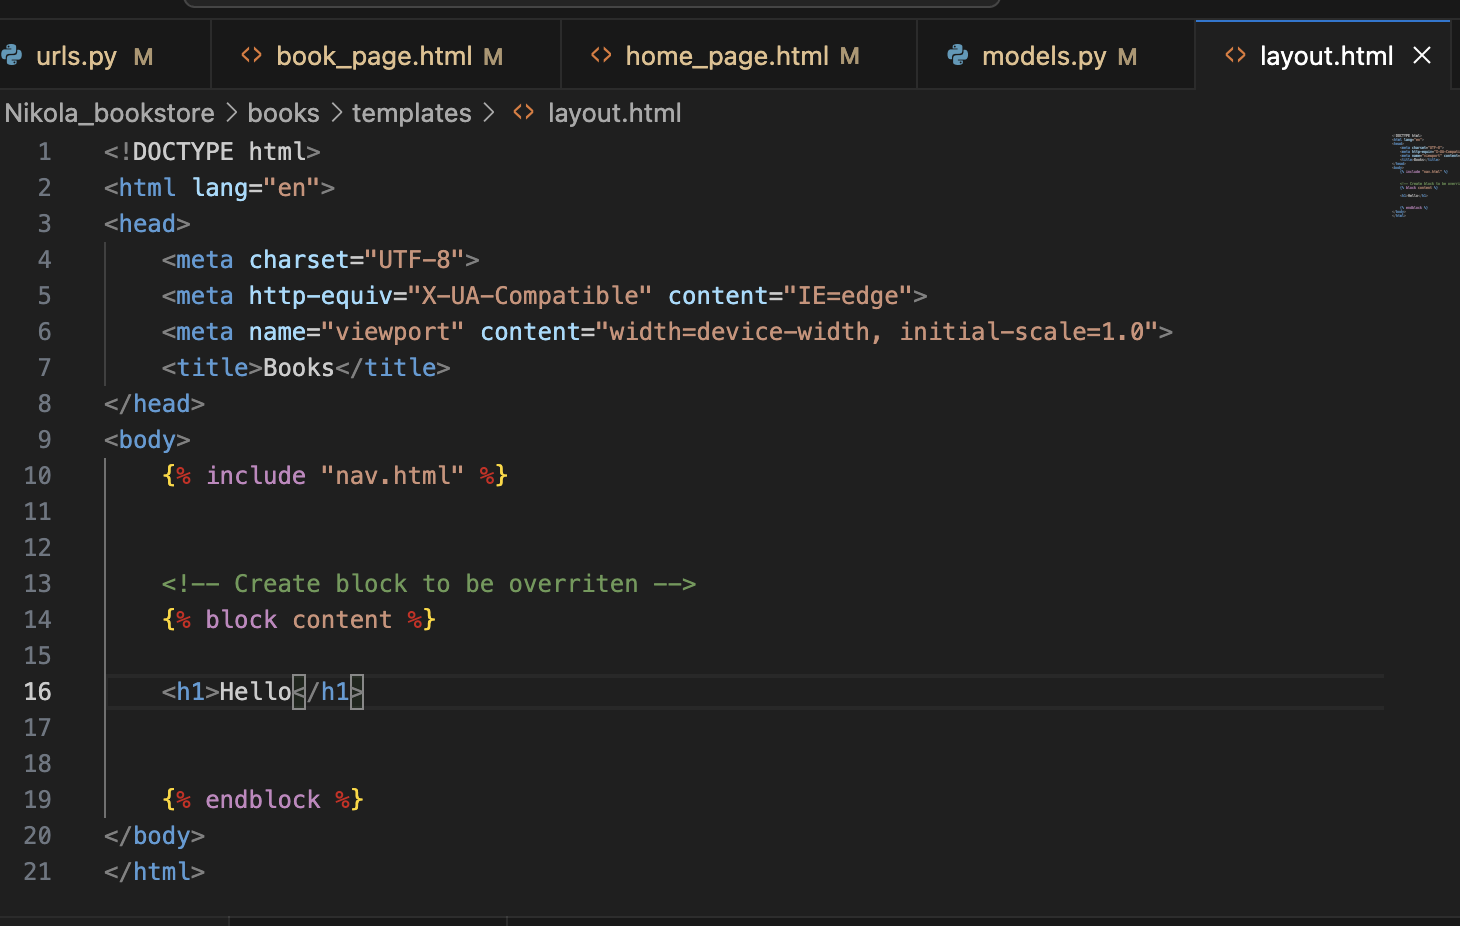 urls.py M book_page.html M home_page.html M models.py M layout.html
Nikola_bookstore > books > templates > layout.html
1 <!DOCTYPE html>
2 <html lang="en">
3 <head>
4 <meta charset="UTF-8">
5 <meta http-equiv="X-UA-Compatible" content="IE=edge">
6 <meta name="viewport" content="width=device-width, initial-scale=1.0">
7 <title>Books</title>
8 </head>
9 <body>
10 {% include "nav.html" %}
11
12
13 <!-- Create block to be overriten -->
14 {% block content %}
15
16 <h1>Hello</h1>
17
18
19 {% endblock %}
20 </body>
21 </html>